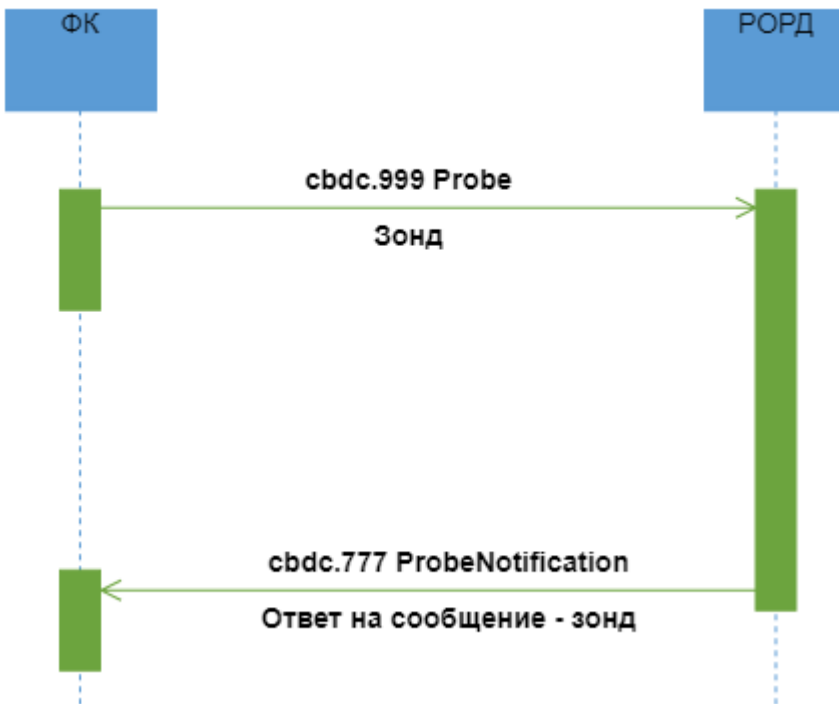 ФК
РОРД
cbdc.999 Probe
Зонд
cbdc.777 ProbeNotification
Ответ на сообщение - зонд